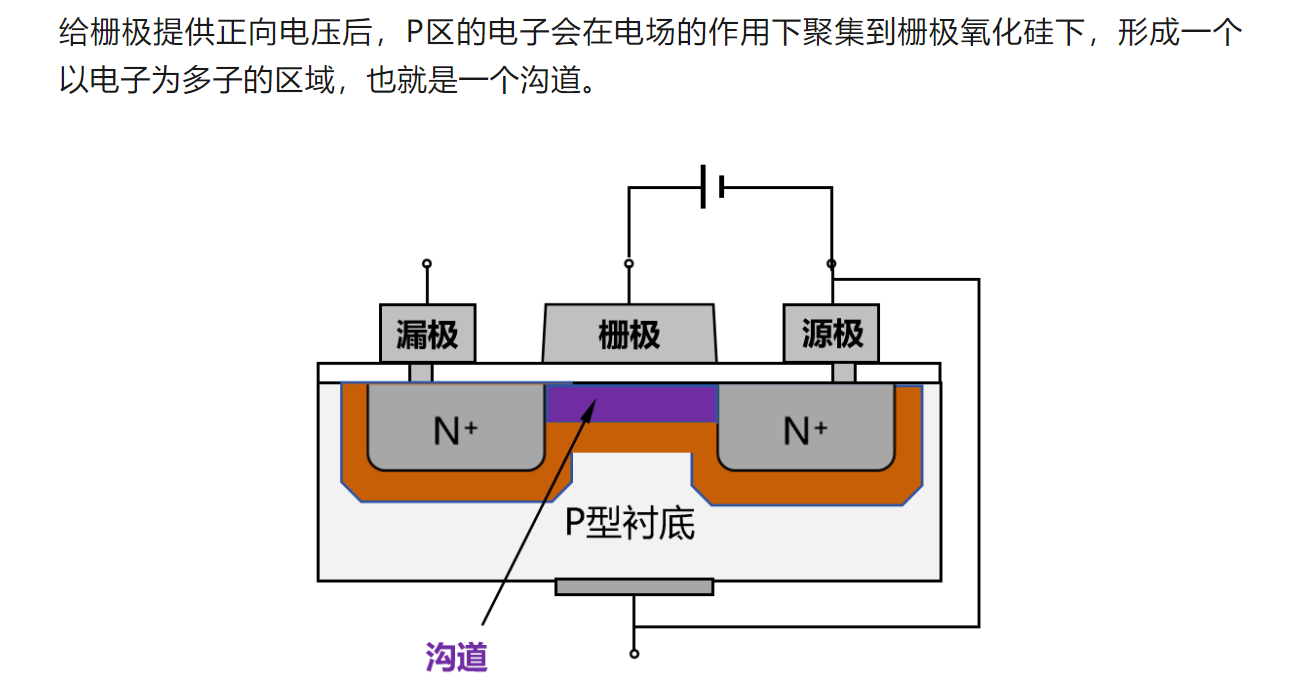 给栅极提供正向电压后，P区的电子会在电场的作用下聚集到栅极氧化硅下，形成一个
以电子为多子的区域，也就是一个沟道。
漏极
栅极
源极
N+
N+
P型衬底
沟道